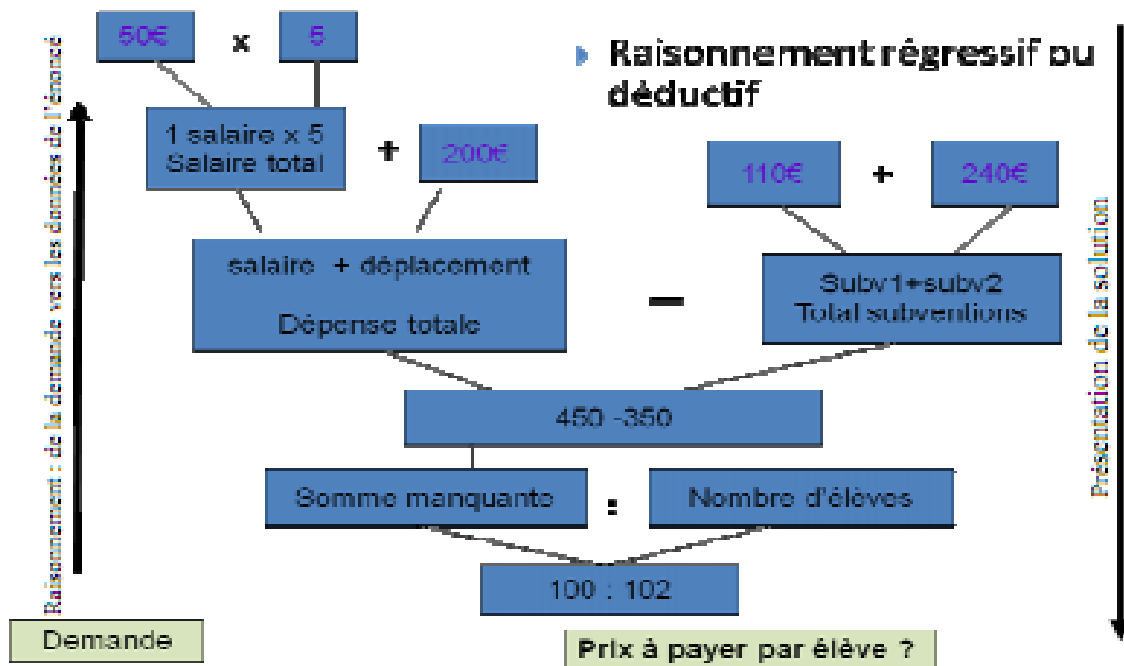 50€ x 5
Raisonnement régressif ou
déductif
1 salaire x 5
Salaire total
+ 200€
110€ + 240€
salaire + déplacement
Dépense totale
–
Subv1+subv2
Total subventions
450 -350
Somme manquante : Nombre d'élèves
100 : 102
Demande
Prix à payer par élève ?
Raisonnement : de la demande vers les données de l'énoncé
Présentation de la solution